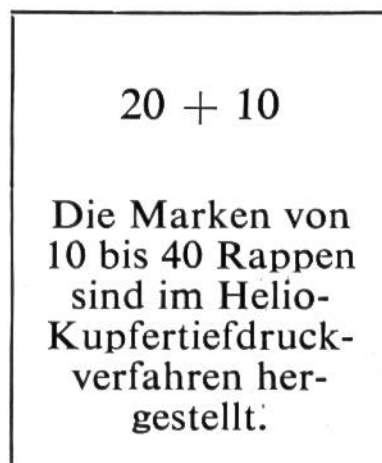 20 + 10
Die Marken von
10 bis 40 Rappen
sind im Helio-
Kupfertiefdruck-
verfahren her-
gestellt.